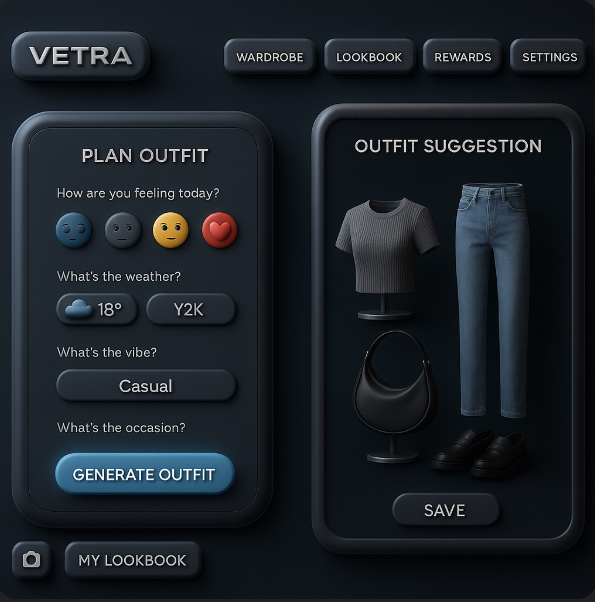 VETRA
WARDROBE
LOOKBOOK
REWARDS
SETTINGS
PLAN OUTFIT
How are you feeling today?
What's the weather?
18°
Y2K
What's the vibe?
Casual
What's the occasion?
GENERATE OUTFIT
MY LOOKBOOK
OUTFIT SUGGESTION
SAVE